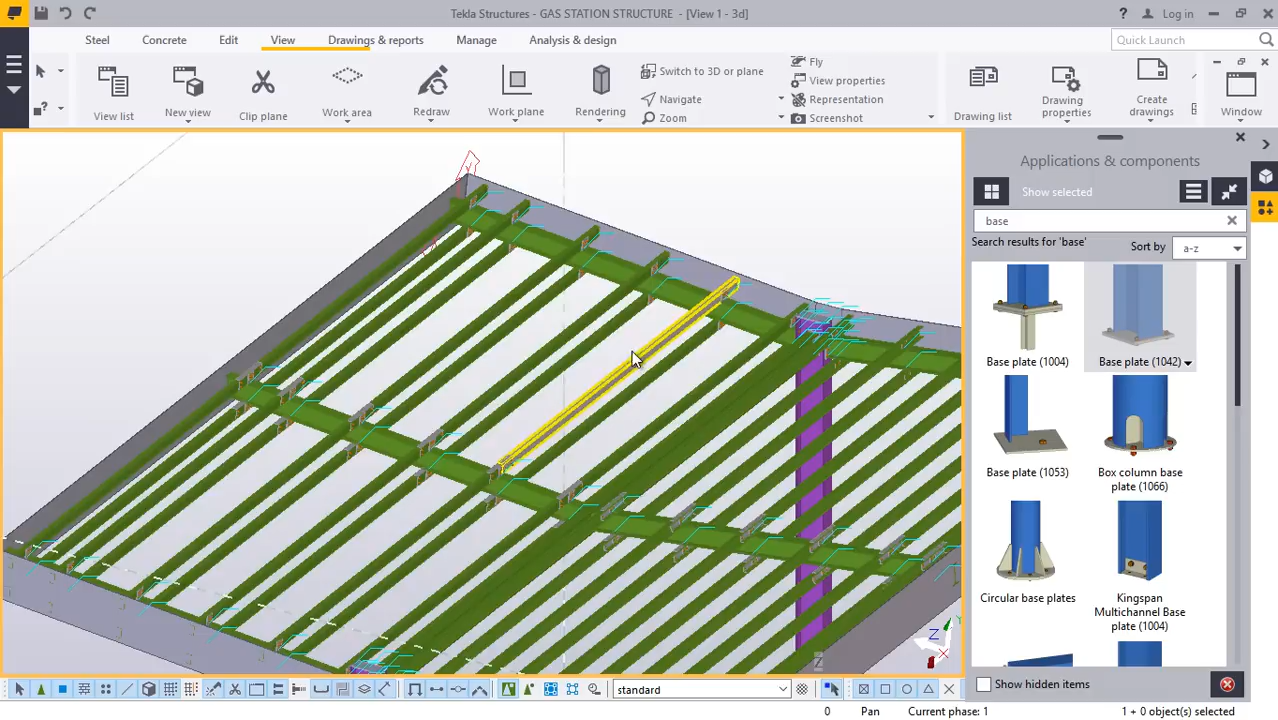 Tekla Structures - GAS STATION STRUCTURE - [View 1 - 3d]
? Log in
Steel Concrete Edit View Drawings & reports Manage Analysis & design
Quick Launch
View list
New view
Clip plane
Work area
Redraw
Work plane
Rendering
Switch to 3D or plane
Navigate
Zoom
Fly
View properties
Representation
Screenshot
Drawing list
Drawing
properties
Create
drawings
Window
Applications & components
Show selected
base
Search results for 'base'
Sort by
a-z
Base plate (1004)
Base plate (1042)
Base plate (1053)
Box column base
plate (1066)
Circular base plates
Kingspan
Multichannel Base
plate (1004)
Show hidden items
Y
Z
X
Z
standard
0
Pan
Current phase: 1
1 + 0 object(s) selected